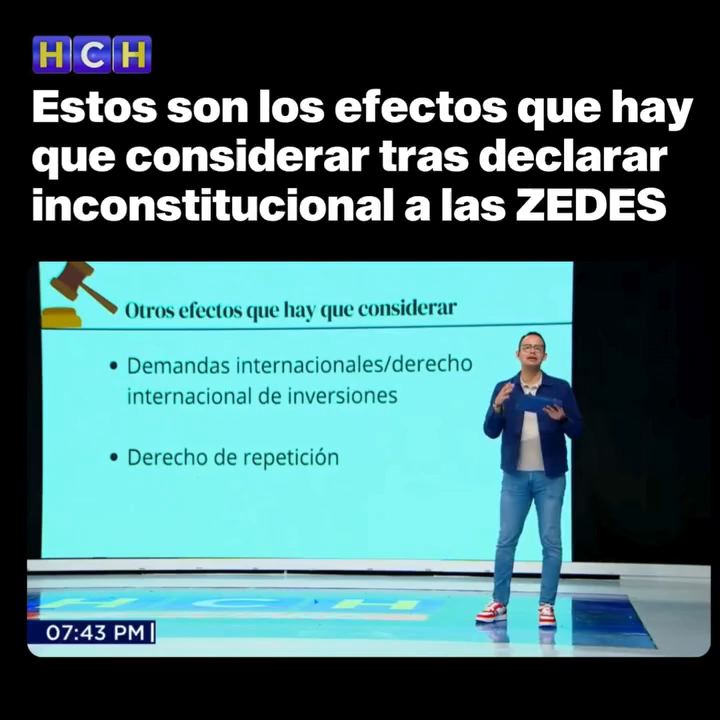 HCH
Estos son los efectos que hay
que considerar tras declarar
inconstitucional a las ZEDES
Otros efectos que hay que considerar
• Demandas internacionales/derecho
internacional de inversiones
• Derecho de repetición
HCH
07:43 PM